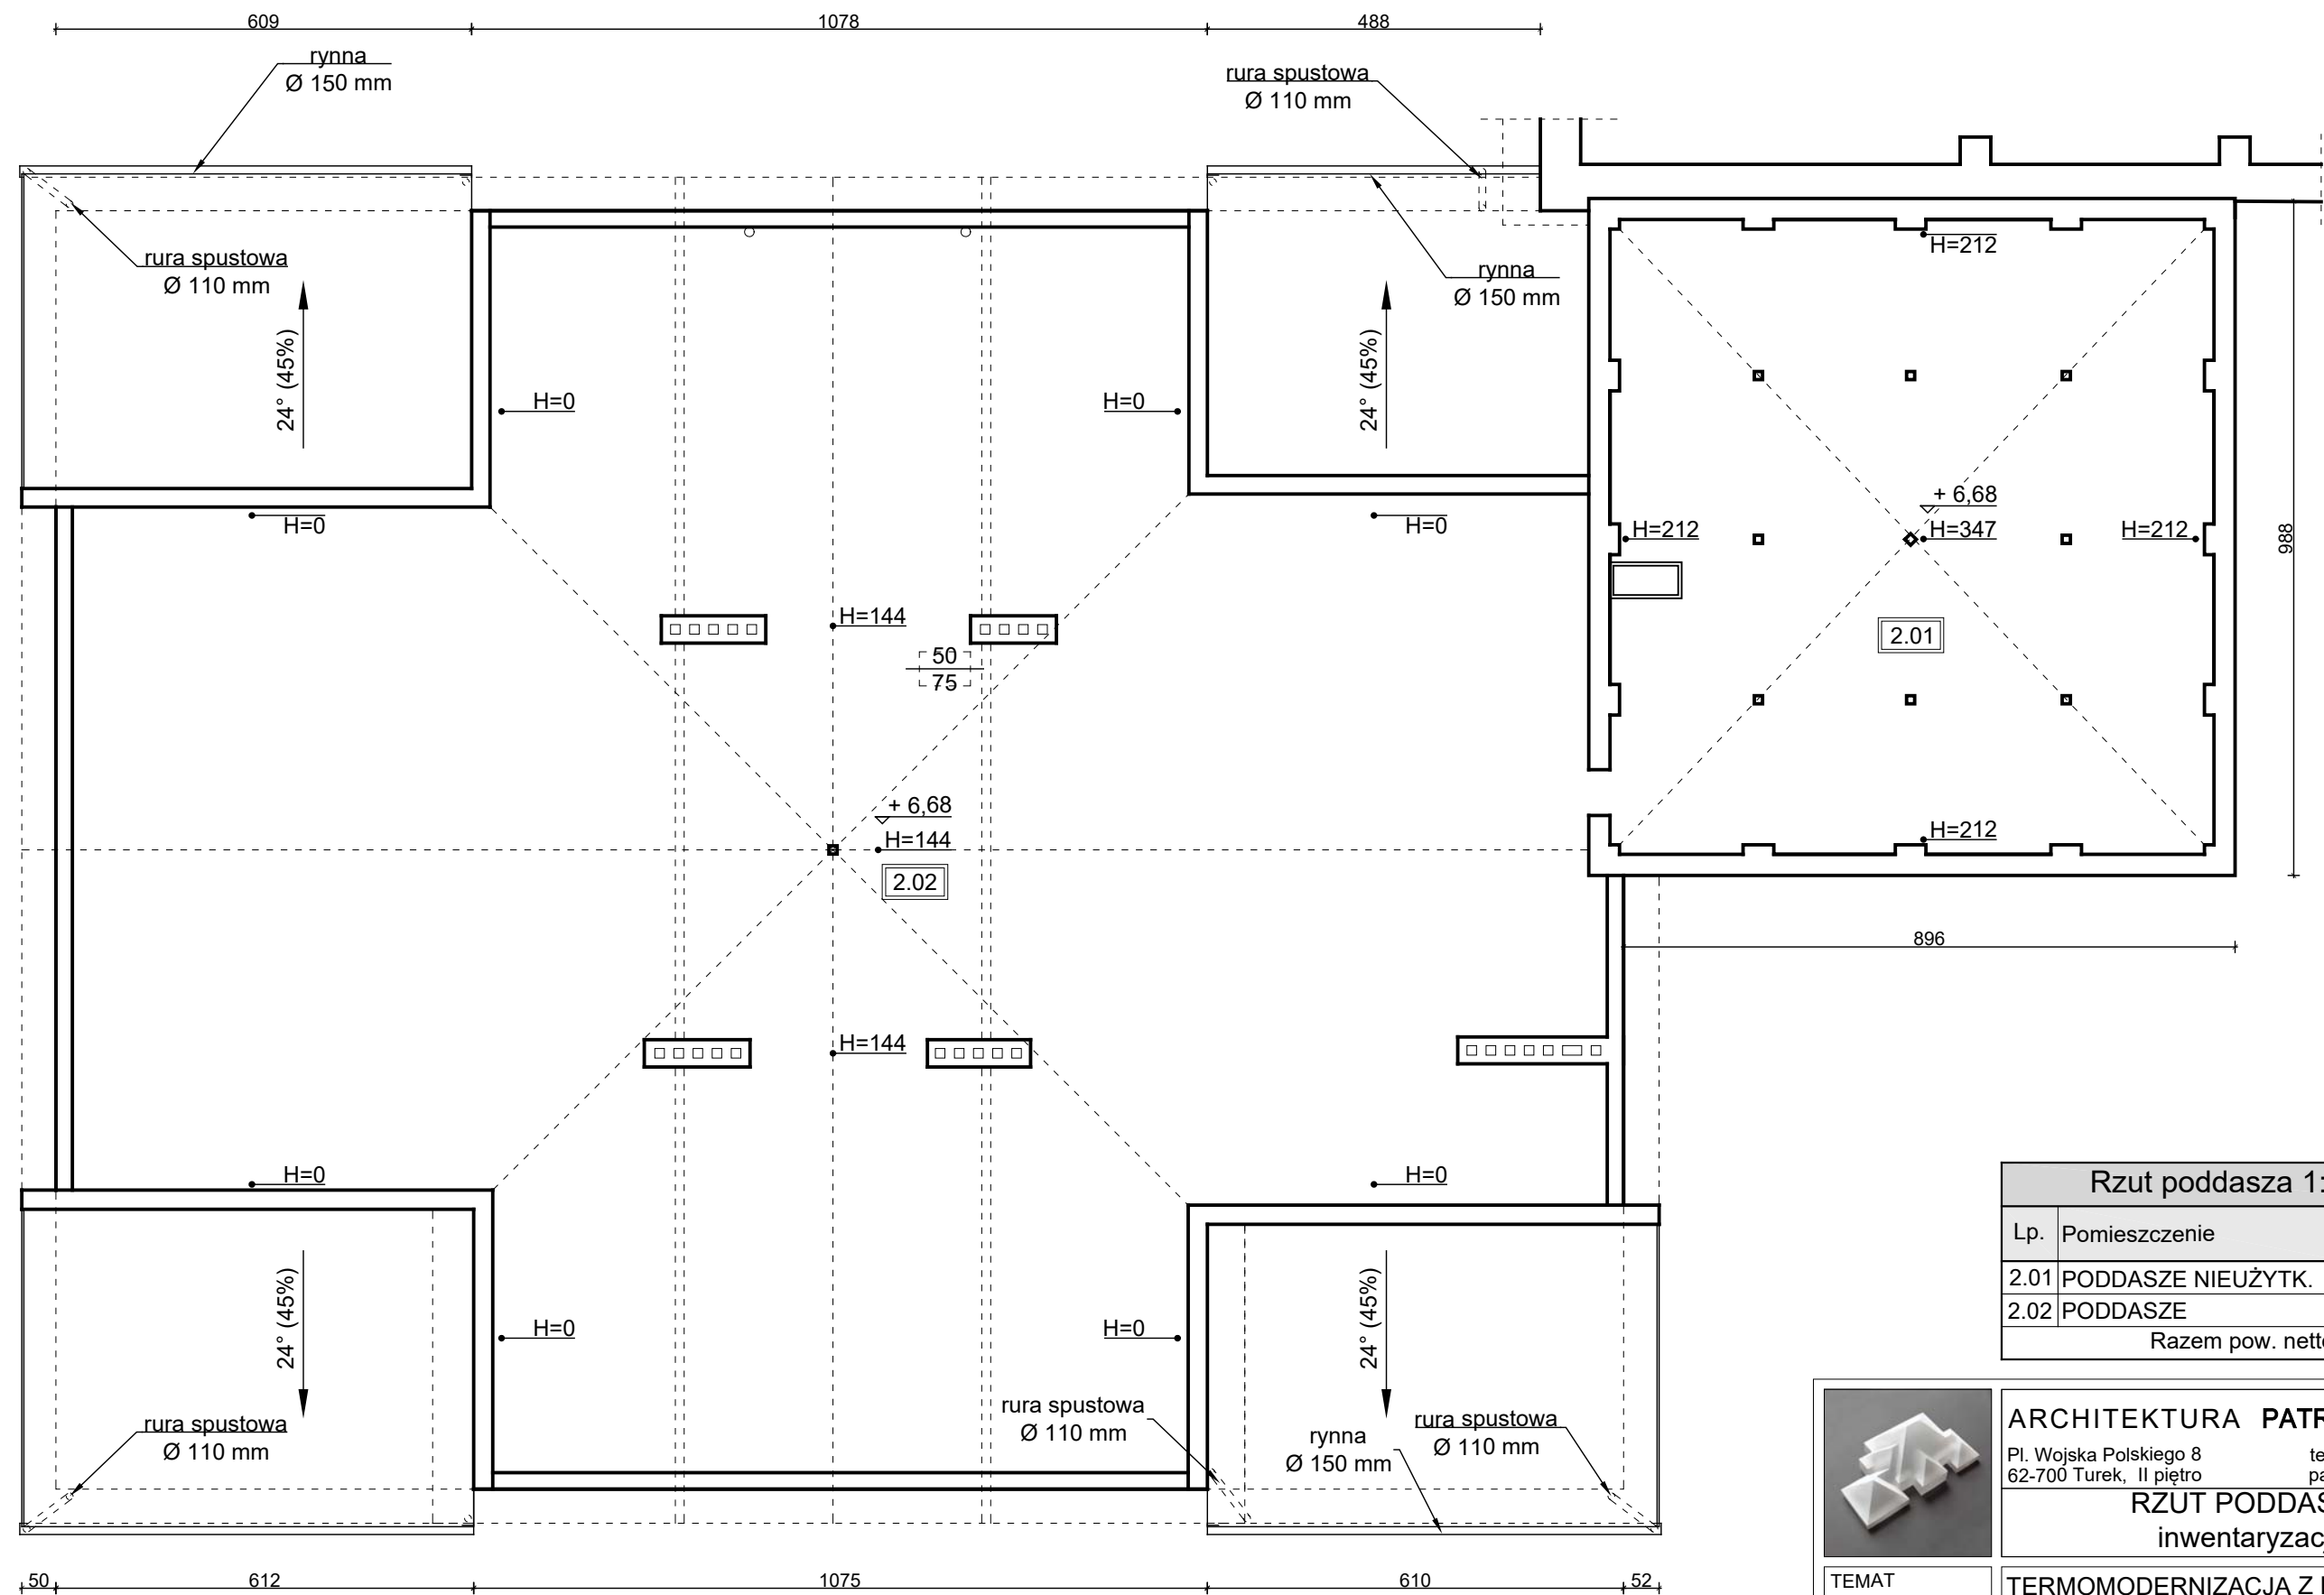 609 1078 488
rynna
Ø 150 mm
rura spustowa
Ø 110 mm
rura spustowa
Ø 110 mm
H=212
rynna
Ø 150 mm
24° (45%)
24° (45%)
H=0
H=0
H=0
H=0
+ 6,68
H=212
H=347
H=212
988
H=144
2.01
50
75
+ 6,68
H=144
H=212
2.02
896
H=144
H=0
H=0
24° (45%)
H=0
H=0
24° (45%)
rura spustowa
Ø 110 mm
rura spustowa
Ø 110 mm
rynna
Ø 150 mm
rura spustowa
Ø 110 mm
50 612 1075 610 52
Rzut poddasza 1:
Lp. Pomieszczenie
2.01 PODDASZE NIEUŻYTK.
2.02 PODDASZE
Razem pow.
ARCHITEKTURA
Pl. Wojska Polskiego 8
62-700 Turek, II piętro
RZUT
TEMAT
TERMOMODERNIZACJA Z